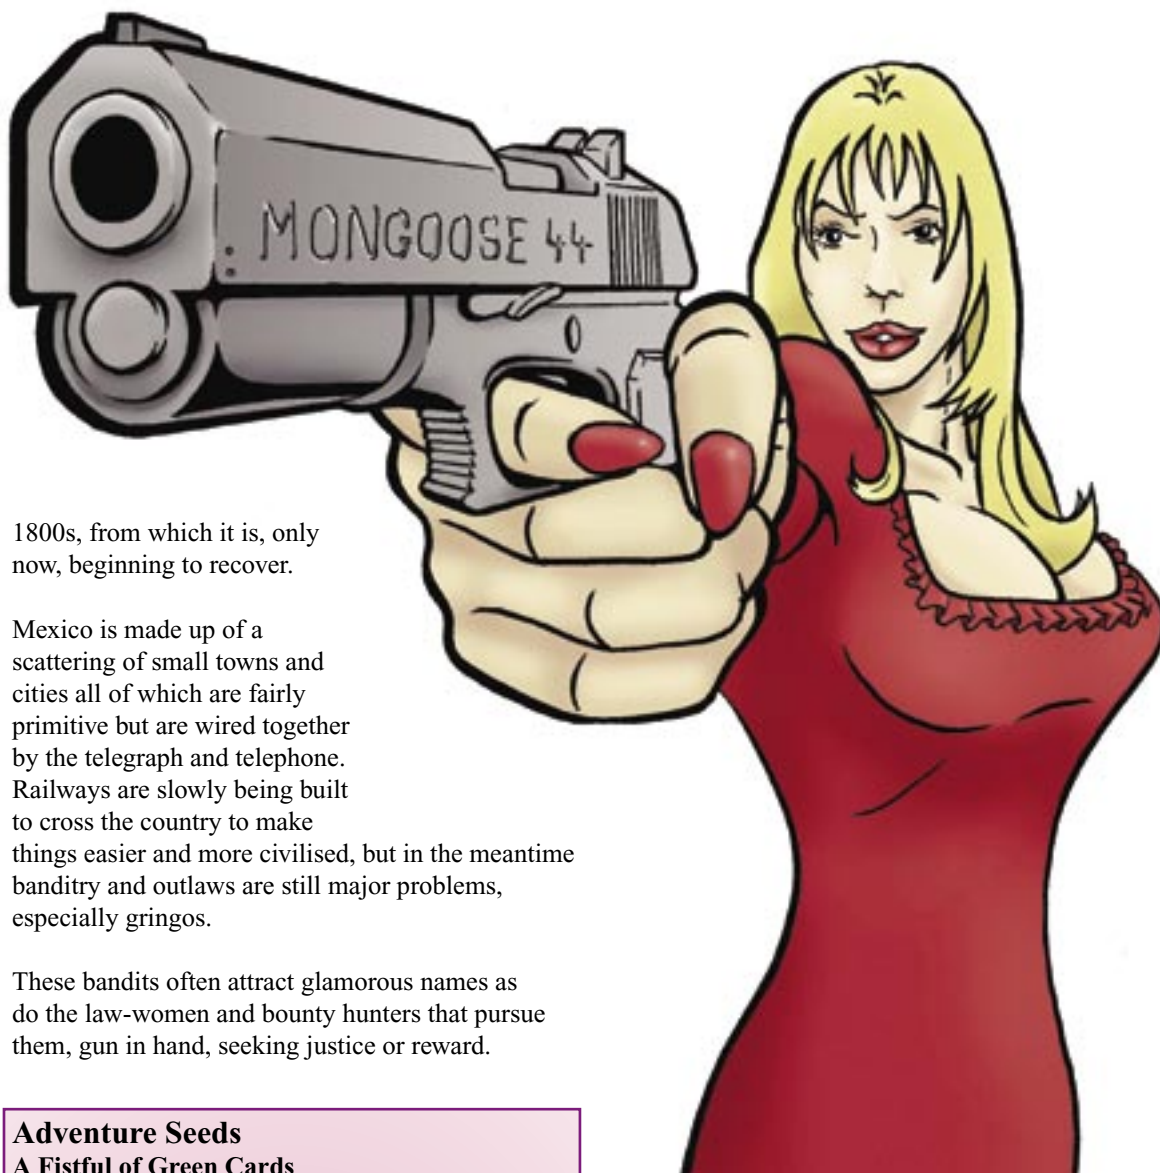 MONGOOSE 44
1800s, from which it is, only
now, beginning to recover.
Mexico is made up of a
scattering of small towns and
cities all of which are fairly
primitive but are wired together
by the telegraph and telephone.
Railways are slowly being built
to cross the country to make
things easier and more civilised, but in the meantime
banditry and outlaws are still major problems,
especially gringos.
These bandits often attract glamorous names as
do the law-women and bounty hunters that pursue
them, gun in hand, seeking justice or reward.
Adventure Seeds
A Fistful of Green Cards